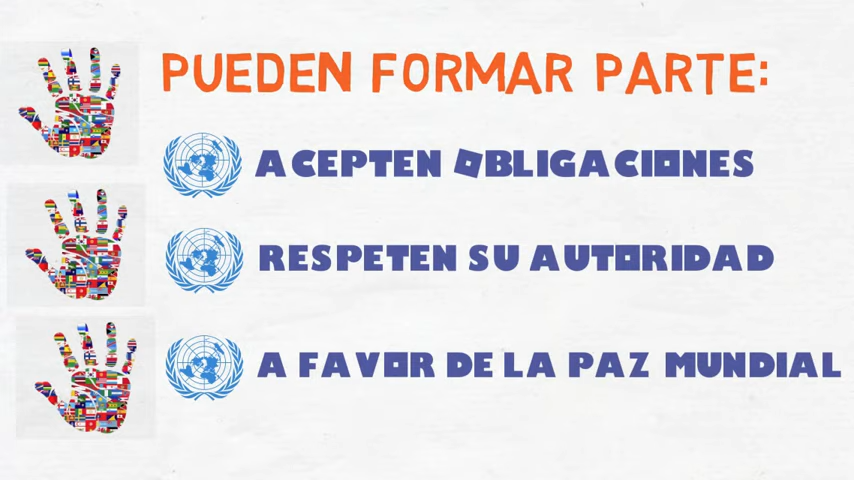 PUEDEN FORMAR PARTE:
ACEPTEN OBLIGACIONES
RESPETEN SU AUTORIDAD
A FAVOR DE LA PAZ MUNDIAL